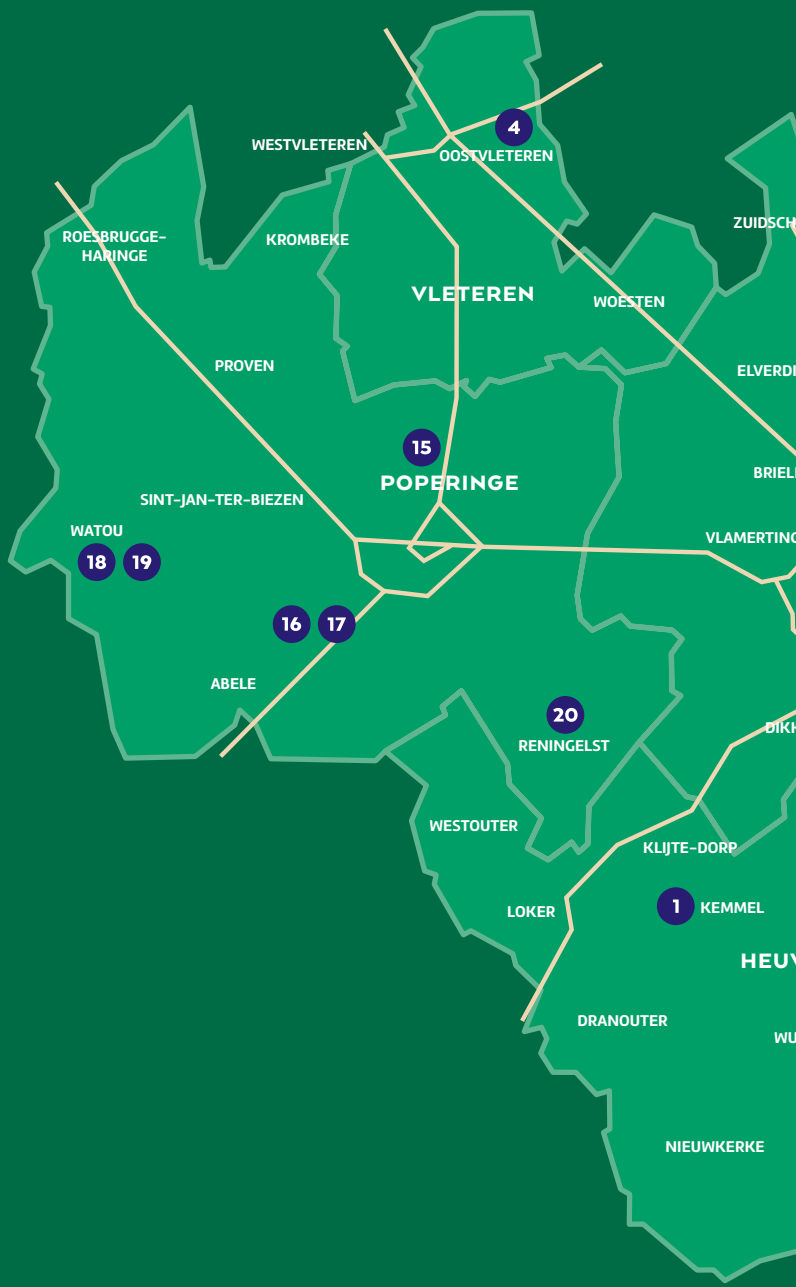 4
WESTVLETEREN
OOSTVLETEREN
ZUIDSCH
ROESBRUGGE-
HARINGE
KROMBEKE
VLETEREN
WOESTEN
PROVEN
ELVERDI
15
POPERINGE
BRIEL
SINT-JAN-TER-BIEZEN
WATOU
VLAMERTING
18
19
16
17
ABELE
20
DIKK
RENINGELST
WESTOUTER
KLIJTE-DORP
1
KEMMEL
LOKER
HEUV
DRANOUTER
WU
NIEUWKERKE